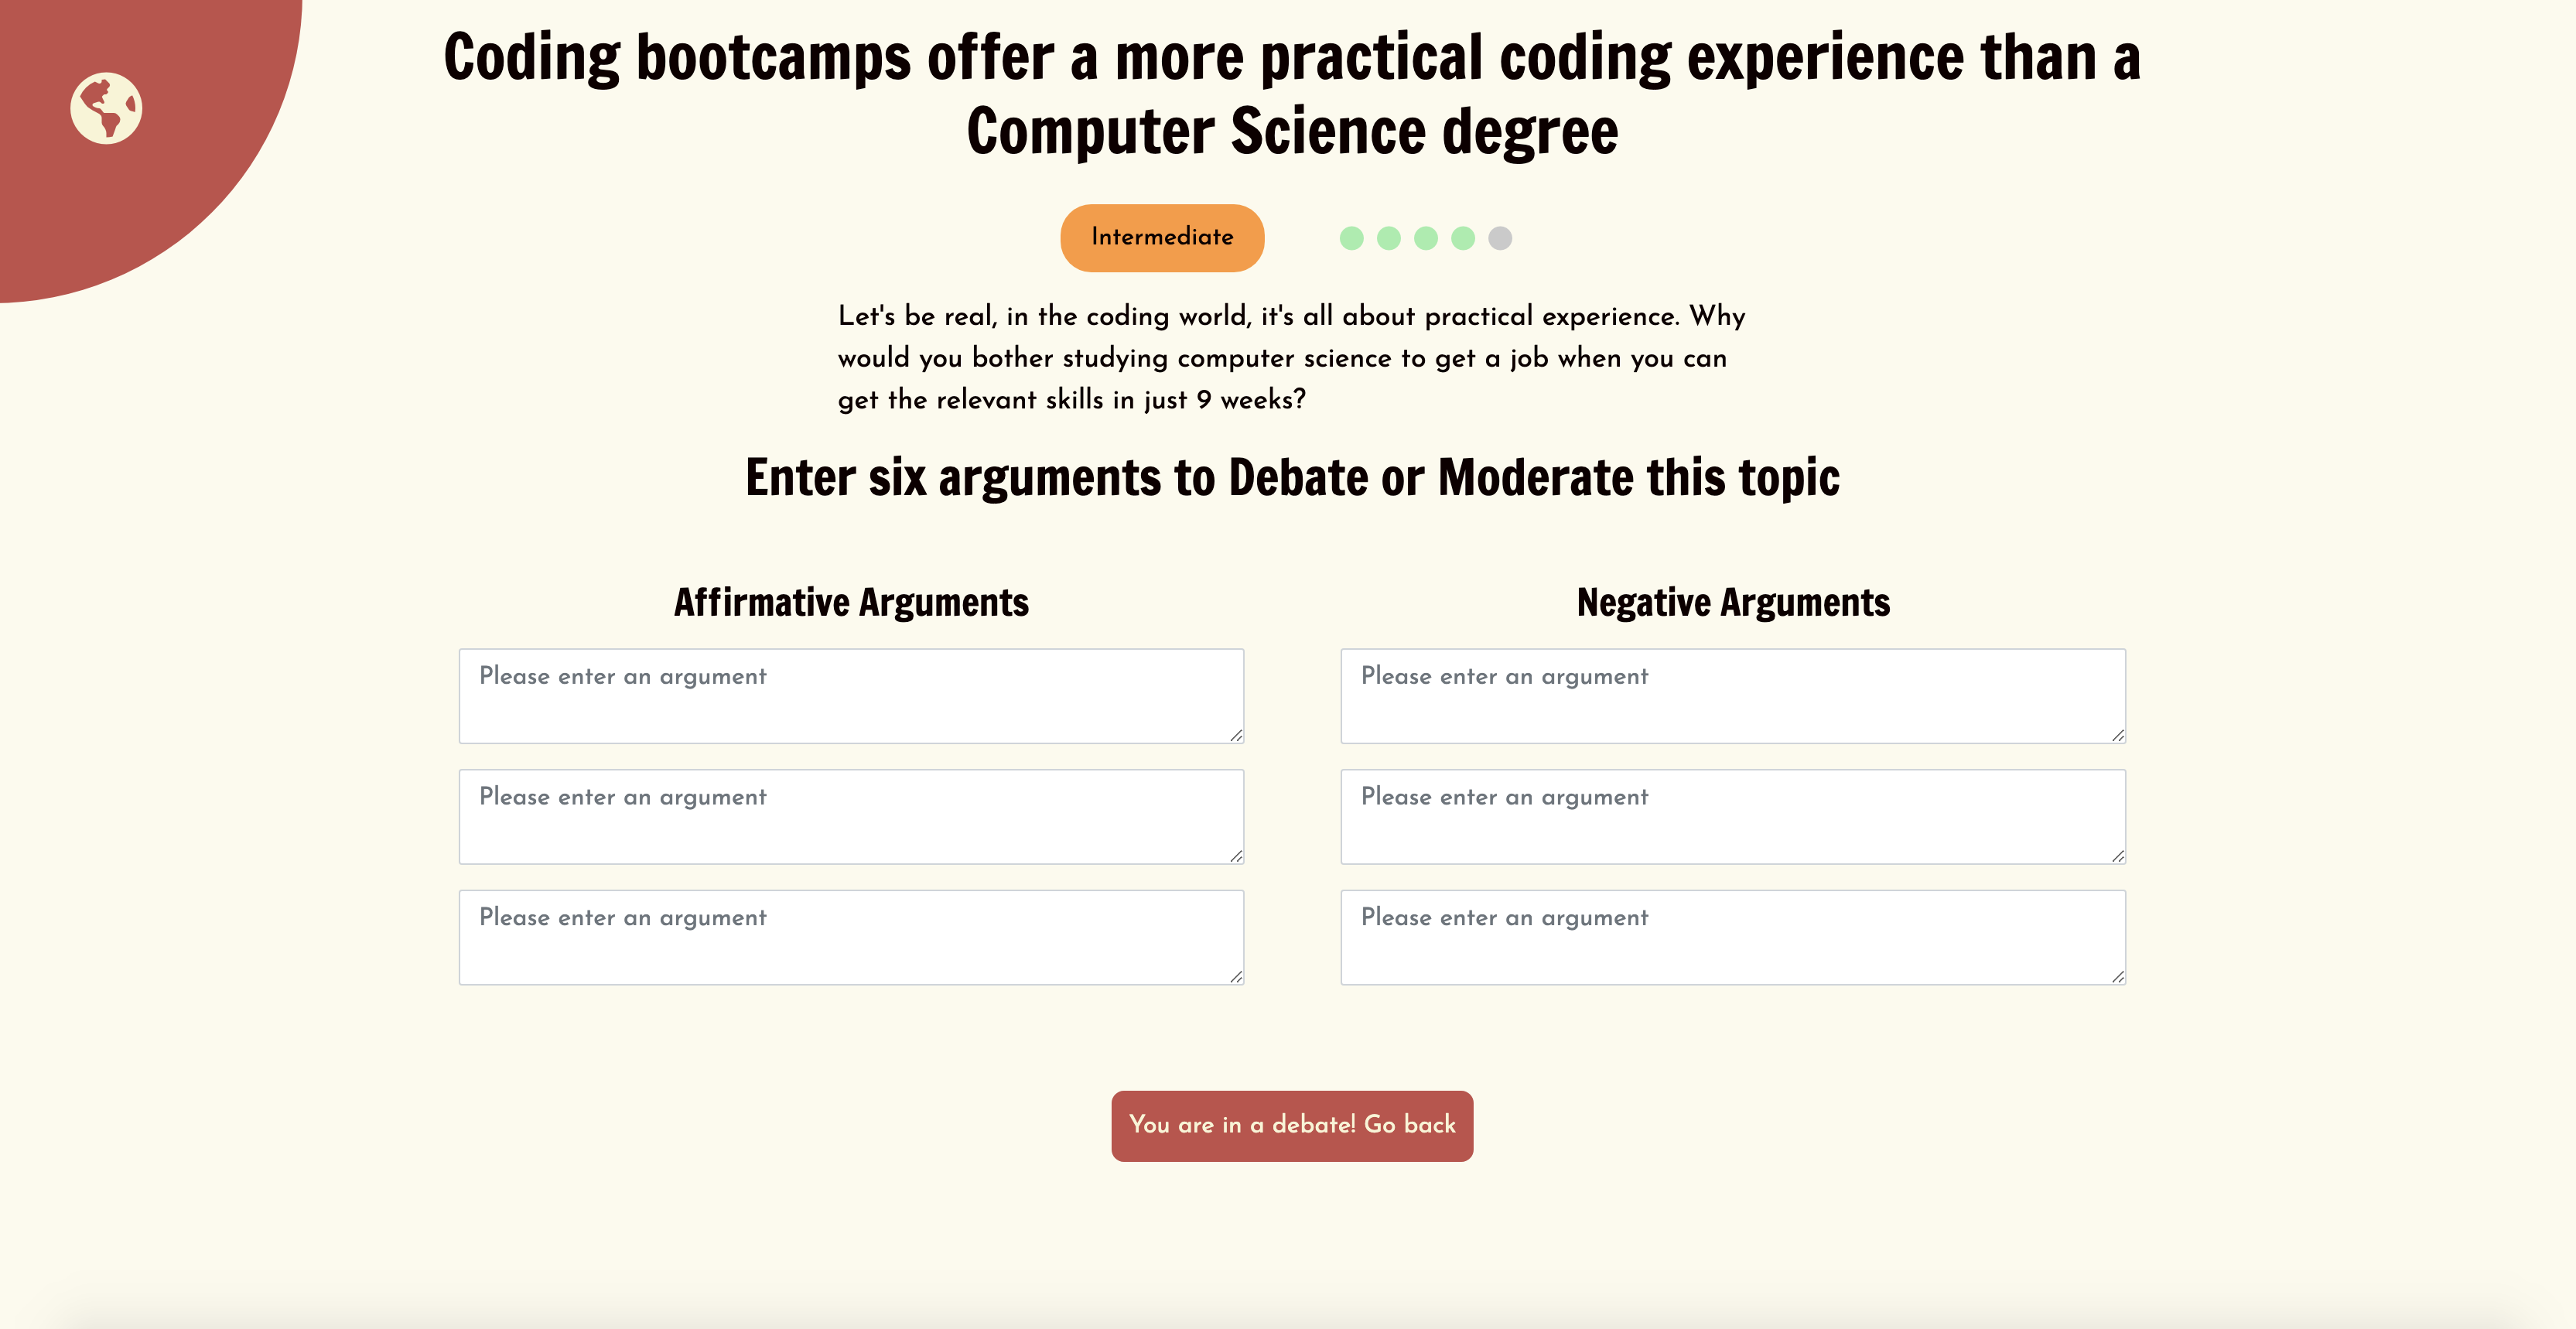 Coding bootcamps offer a more practical coding experience than a
Computer Science degree
Intermediate
Let's be real, in the coding world, it's all about practical experience. Why
would you bother studying computer science to get a job when you can
get the relevant skills in just 9 weeks?
Enter six arguments to Debate or Moderate this topic
Affirmative Arguments
Please enter an argument
Please enter an argument
Please enter an argument
Negative Arguments
Please enter an argument
Please enter an argument
Please enter an argument
You are in a debate! Go back